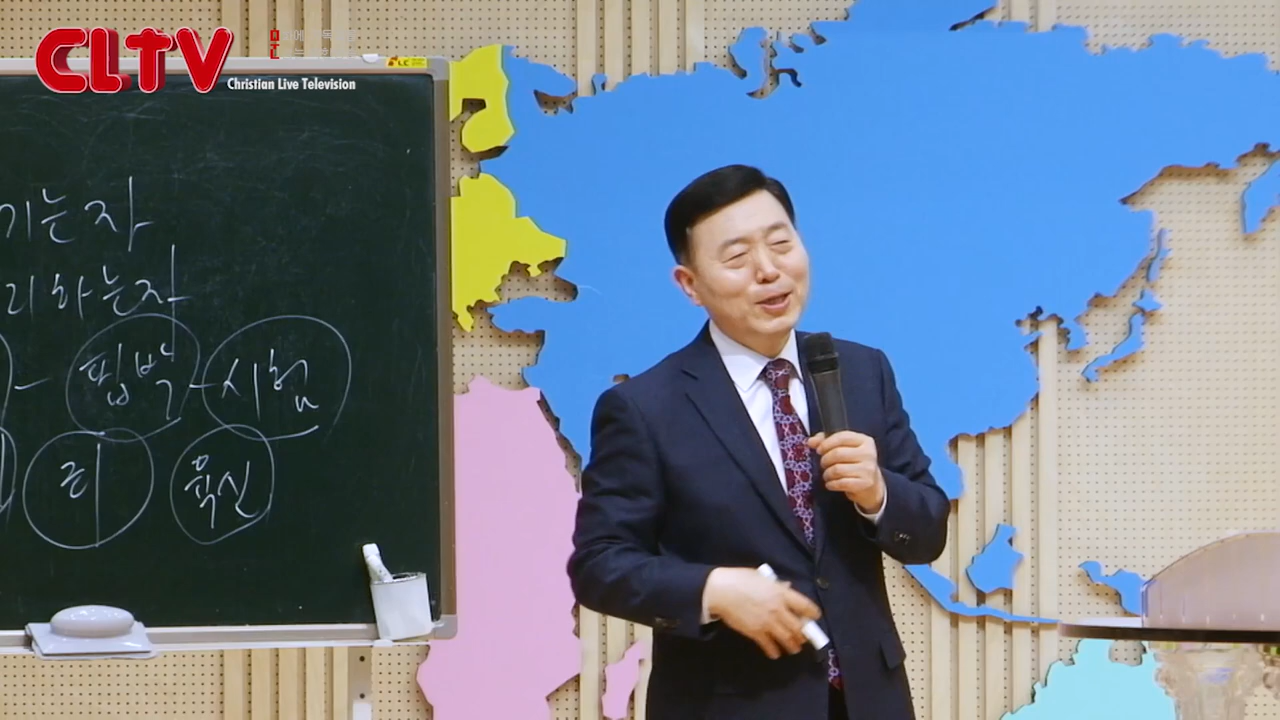 CLTV
Christian Live Television
기는 자
리 하는 자
핍박 - 시험
육신